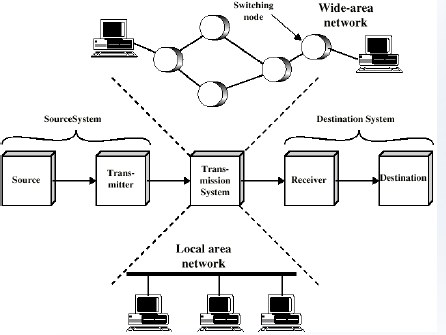 Switching
node
Wide-area
network
SourceSystem
Destination System
Source
Trans-
mitter
Trans-
mission
System
Receiver
Destination
Local area
network